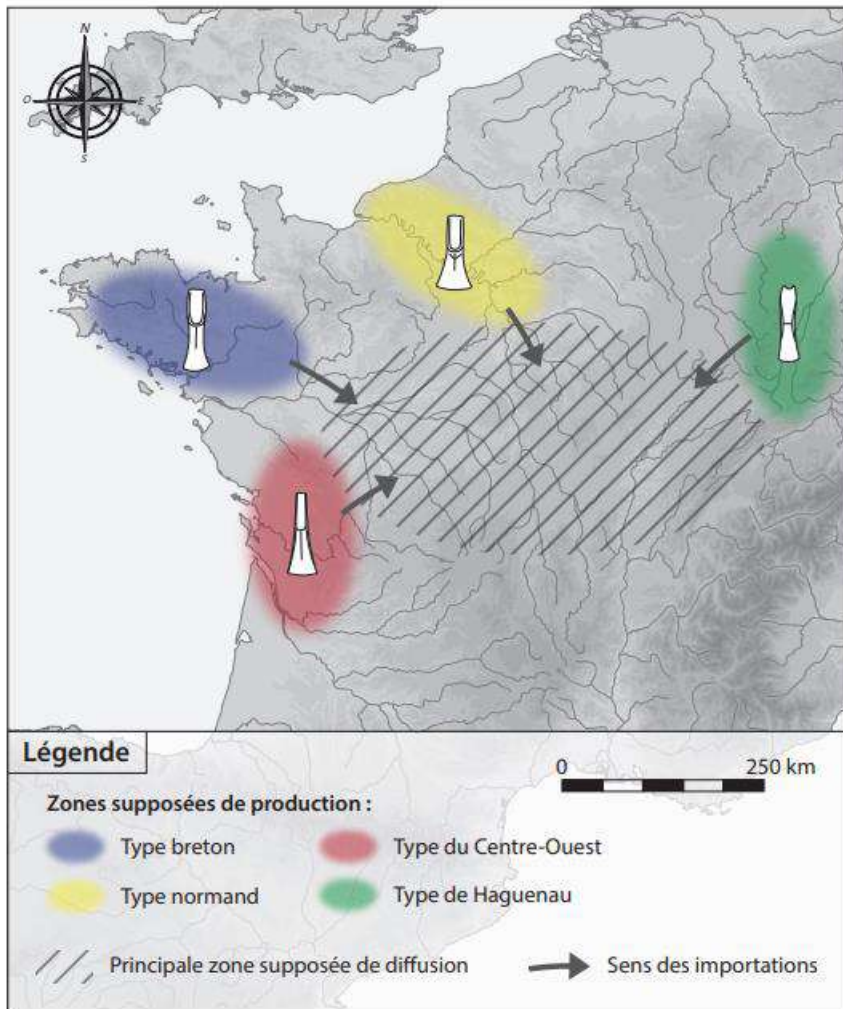 N
O
E
S
Légende
0 250 km
Zones supposées de production :
Type breton
Type du Centre-Ouest
Type normand
Type de Haguenau
Principale zone supposée de diffusion
Sens des importations